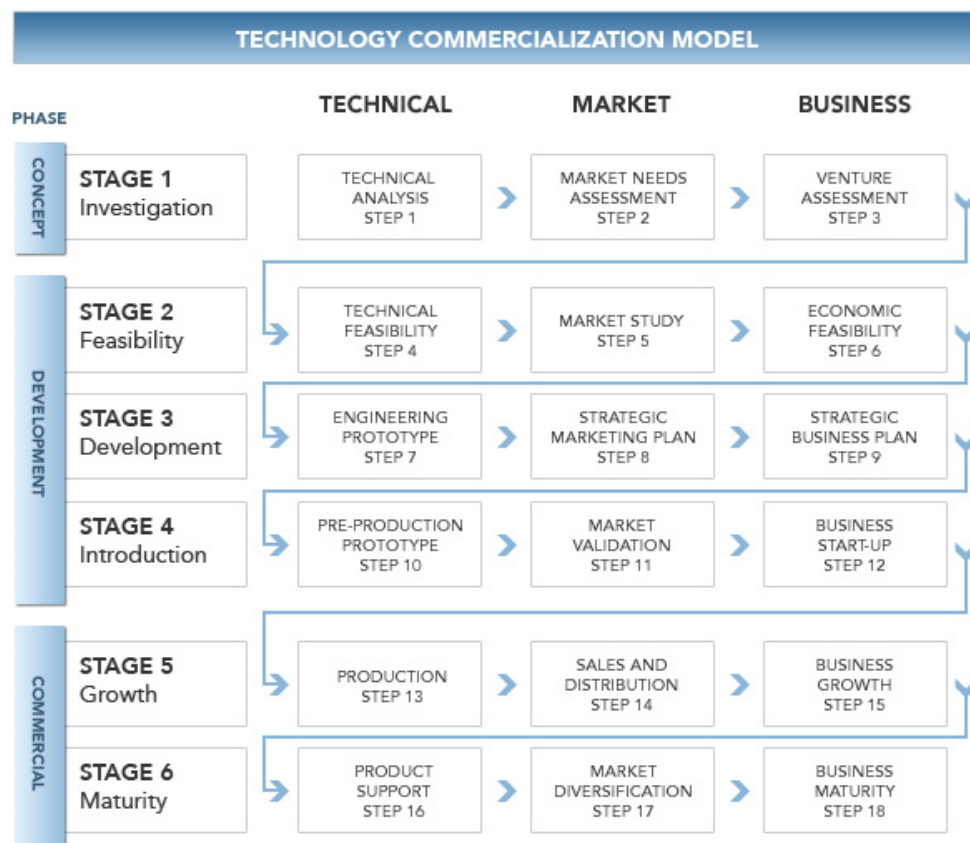 TECHNOLOGY COMMERCIALIZATION MODEL
PHASE
TECHNICAL
MARKET
BUSINESS
CONCEPT
STAGE 1
Investigation
TECHNICAL
ANALYSIS
STEP 1
MARKET NEEDS
ASSESSMENT
STEP 2
VENTURE
ASSESSMENT
STEP 3
DEVELOPMENT
STAGE 2
Feasibility
TECHNICAL
FEASIBILITY
STEP 4
MARKET STUDY
STEP 5
ECONOMIC
FEASIBILITY
STEP 6
STAGE 3
Development
ENGINEERING
PROTOTYPE
STEP 7
STRATEGIC
MARKETING PLAN
STEP 8
STRATEGIC
BUSINESS PLAN
STEP 9
STAGE 4
Introduction
PRE-PRODUCTION
PROTOTYPE
STEP 10
MARKET
VALIDATION
STEP 11
BUSINESS
START-UP
STEP 12
COMMERCIAL
STAGE 5
Growth
PRODUCTION
STEP 13
SALES AND
DISTRIBUTION
STEP 14
BUSINESS
GROWTH
STEP 15
STAGE 6
Maturity
PRODUCT
SUPPORT
STEP 16
MARKET
DIVERSIFICATION
STEP 17
BUSINESS
MATURITY
STEP 18